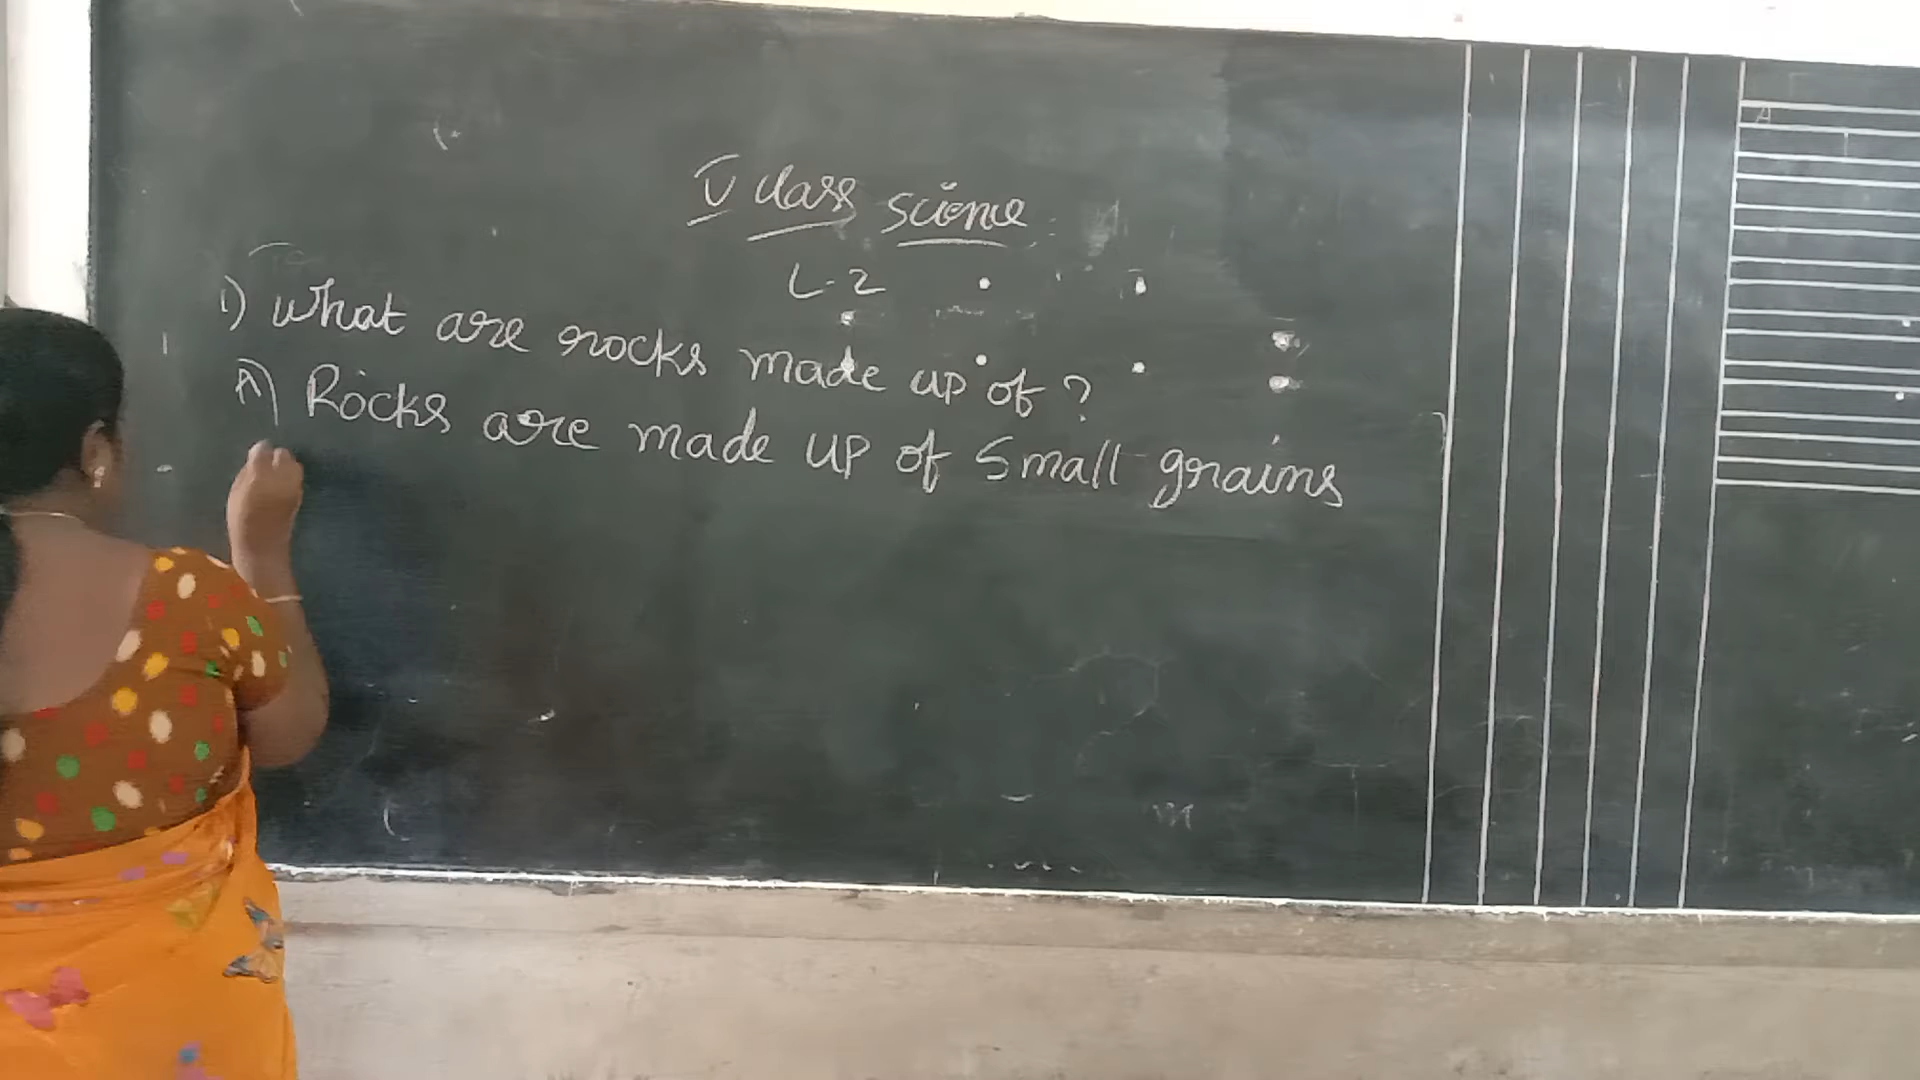 V class science
L-2
1) What are rocks made up of?
A) Rocks are made up of Small grains
A